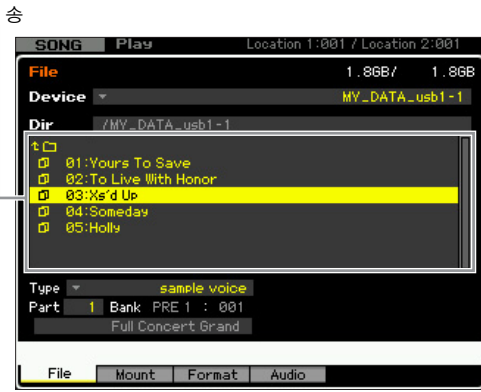 송
SONG Play Location 1:001 / Location 2:001
File 1.8GB/ 1.8GB
Device MY_DATA_usb1-1
Dir /MY_DATA_usb1-1
01:Yours To Save
02:To Live With Honor
03:Xs'd Up
04:Someday
05:Holly
Type sample voice
Part 1 Bank PRE 1 : 001
Full Concert Grand
File Mount Format Audio